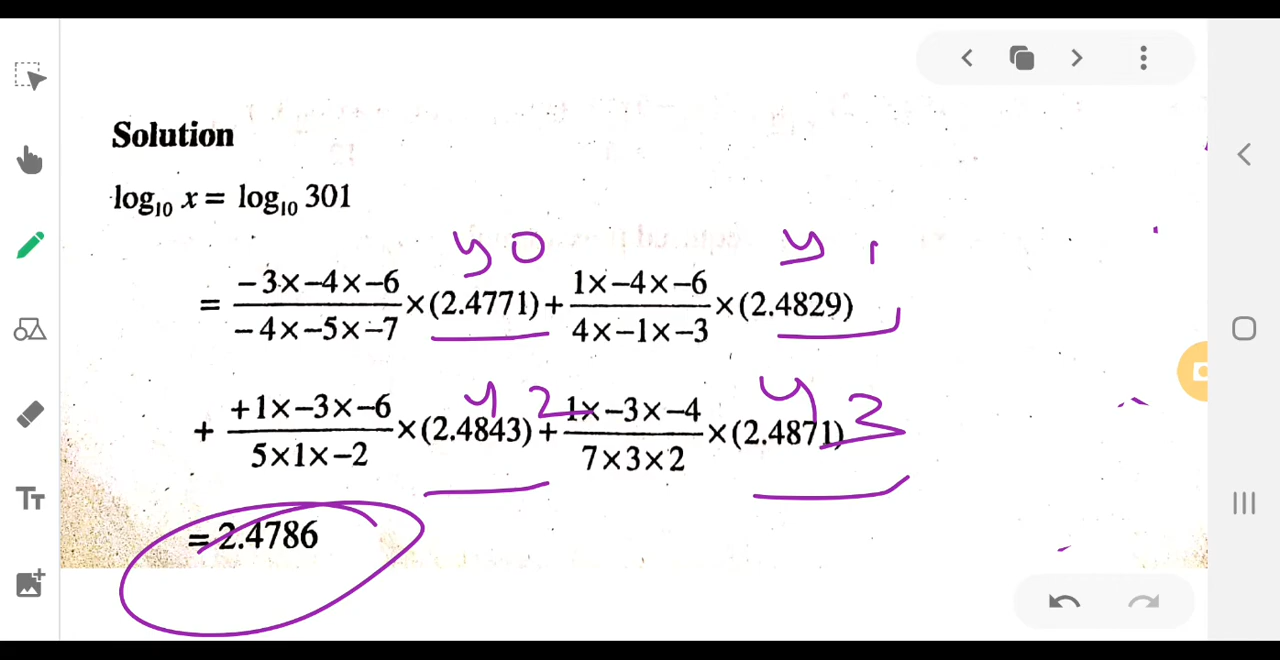 Solution
log₁₀ x = log₁₀ 301
y0 y1
= (-3×-4×-6)/(-4×-5×-7) ×(2.4771)+ (1×-4×-6)/(4×-1×-3) ×(2.4829)
y2 y3
+ (+1×-3×-6)/(5×1×-2) ×(2.4843)+ (1×-3×-4)/(7×3×2) ×(2.4871)
= 2.4786
TT